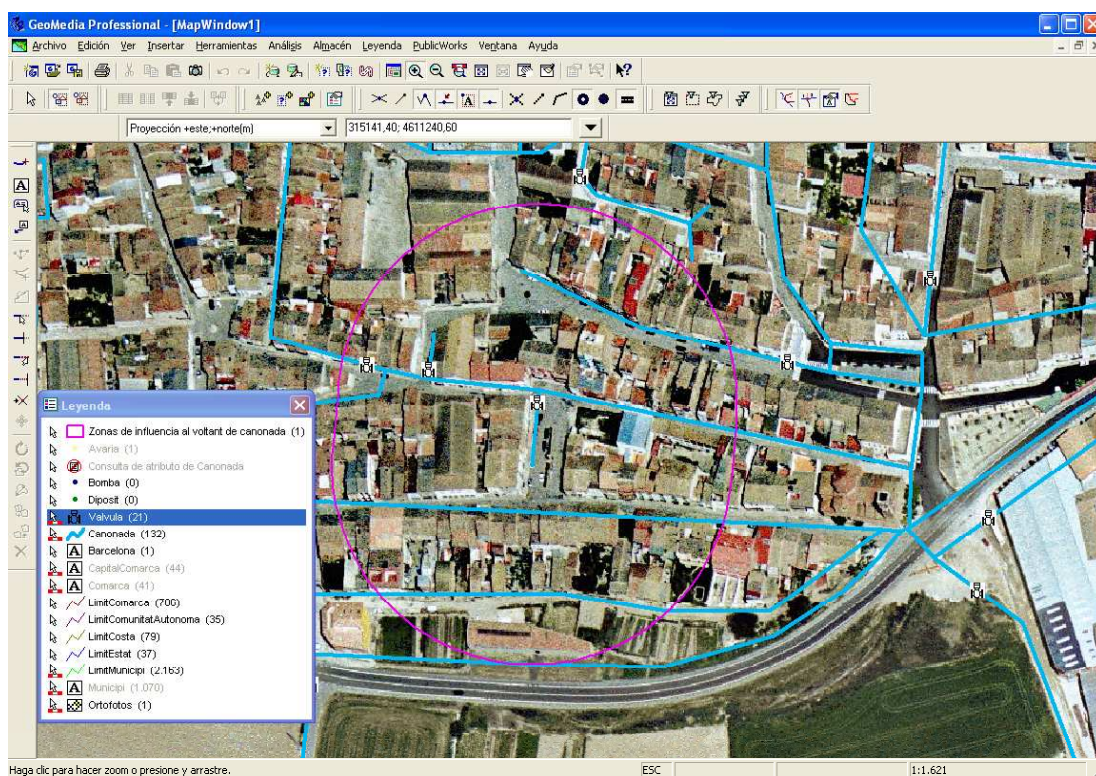 GeoMedia Professional - [MapWindow1]
Archivo Edición Ver Insertar Herramientas Análisis Almacén Leyenda PublicWorks Ventana Ayuda
Proyección +este;+norte(m) 315141,40; 4611240,60
Leyenda
Zonas de influencia al voltant de canonada (1)
Avaria (1)
Consulta de atributo de Canonada
Bomba (0)
Diposit (0)
Valvula (21)
Canonada (132)
A Barcelona (1)
A CapitalComarca (44)
A Comarca (41)
LimitComarca (706)
LimitComunitatAutonoma (35)
LimitCosta (79)
LimitEstat (37)
LimitMunicipi (2.163)
A Municipi (1.070)
Ortofotos (1)
Haga clic para hacer zoom o presione y arrastre. ESC 1:1.621